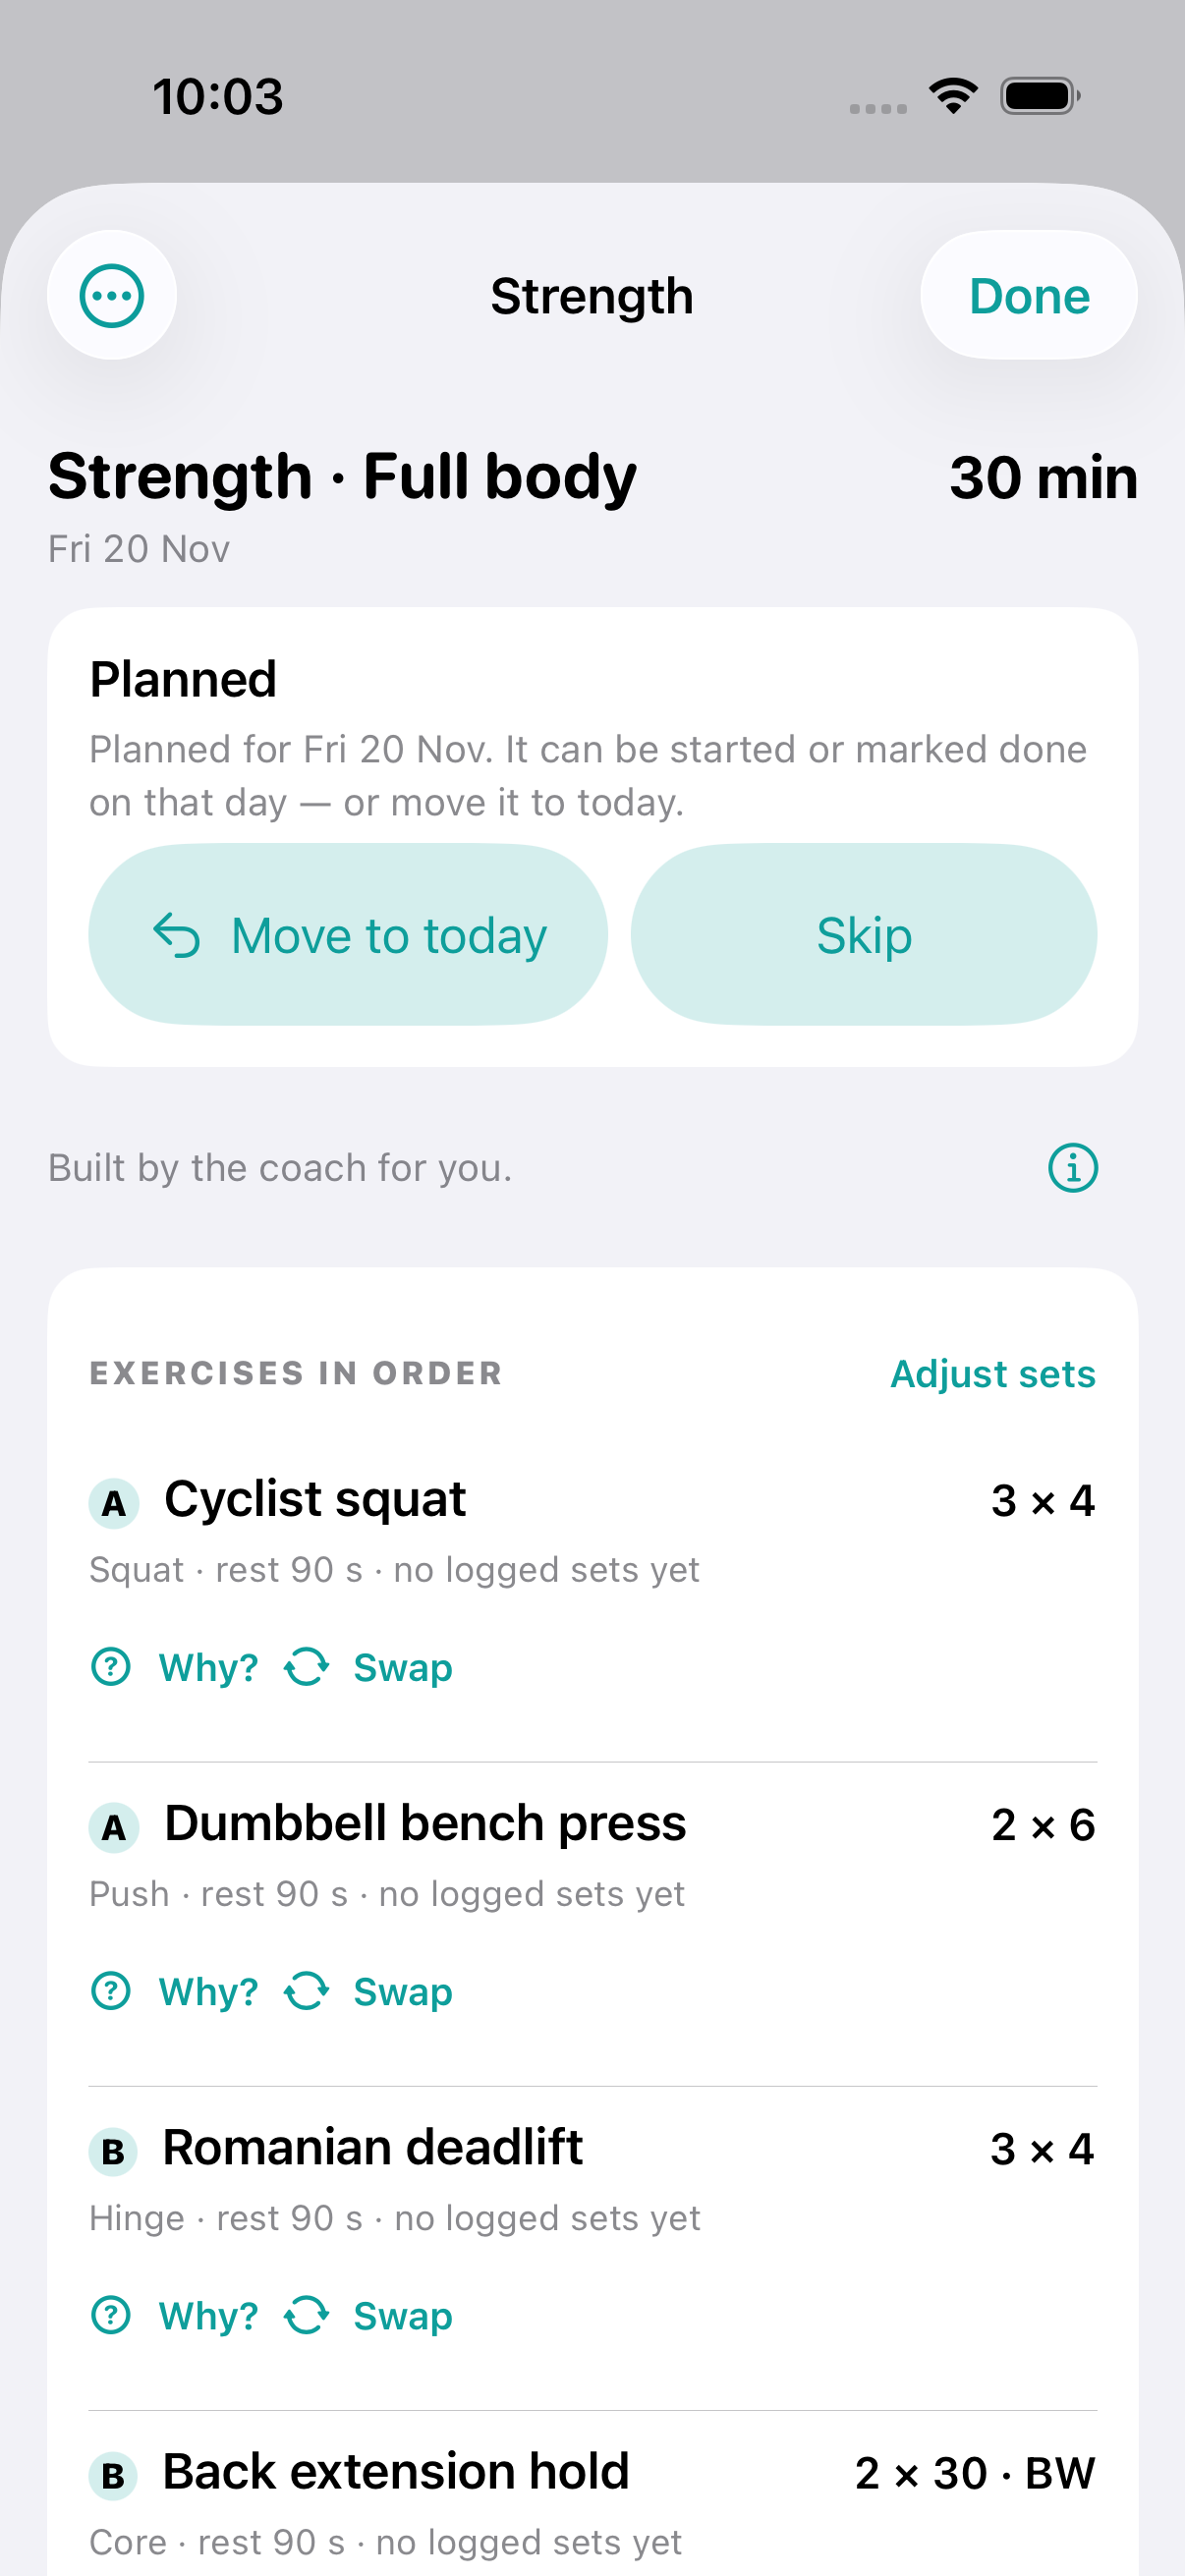 10:03
Strength
Done
Strength · Full body
30 min
Fri 20 Nov
Planned
Planned for Fri 20 Nov. It can be started or marked done
on that day — or move it to today.
Move to today
Skip
Built by the coach for you.
EXERCISES IN ORDER
Adjust sets
A Cyclist squat
3 × 4
Squat · rest 90 s · no logged sets yet
Why? Swap
A Dumbbell bench press
2 × 6
Push · rest 90 s · no logged sets yet
Why? Swap
B Romanian deadlift
3 × 4
Hinge · rest 90 s · no logged sets yet
Why? Swap
B Back extension hold
2 × 30 · BW
Core · rest 90 s · no logged sets yet